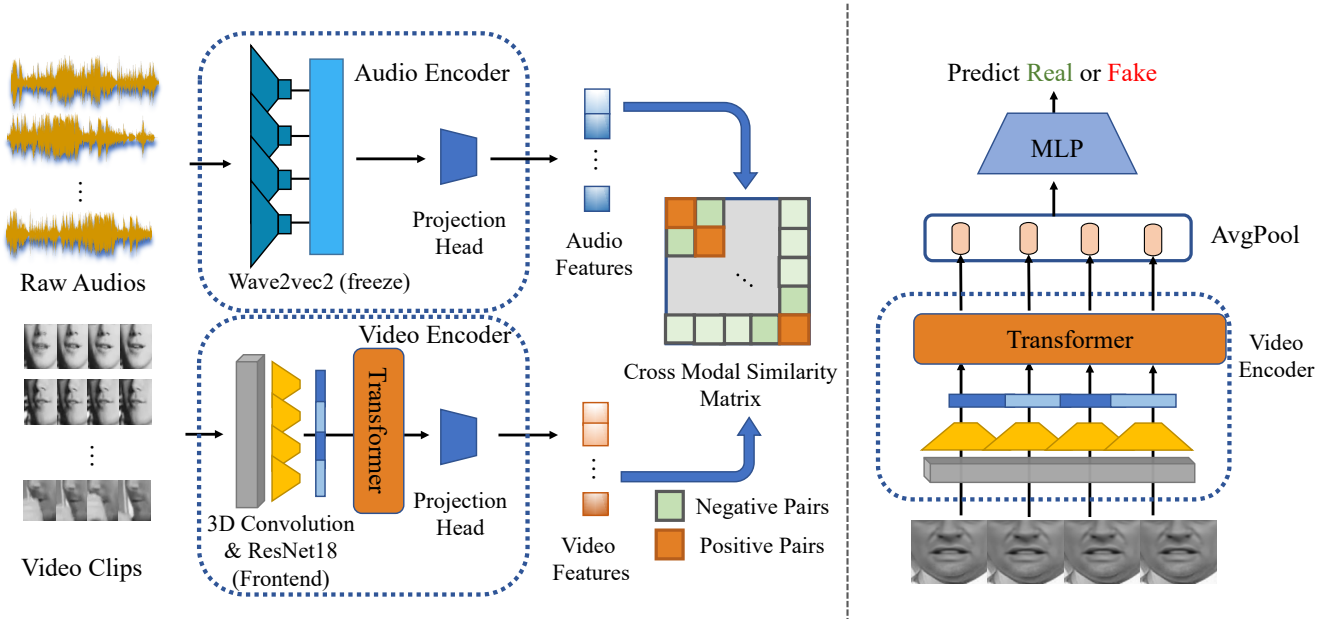 Raw Audios
Video Clips
Audio Encoder
Wave2vec2 (freeze)
Projection
Head
Video Encoder
3D Convolution
& ResNet18
(Frontend)
Transformer
Projection
Head
Audio
Features
Video
Features
Cross Modal Similarity
Matrix
Negative Pairs
Positive Pairs
Predict Real or Fake
MLP
AvgPool
Transformer
Video
Encoder